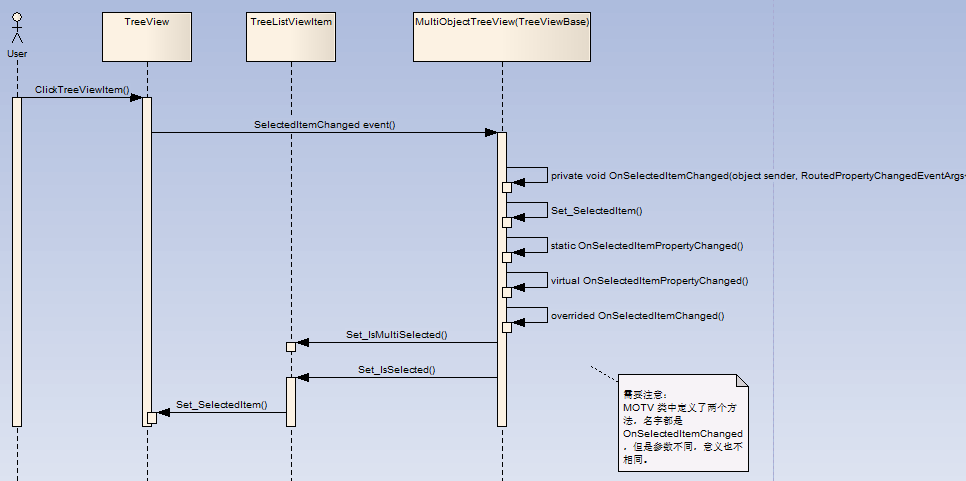 TreeView
TreeListViewItem
MultiObjectTreeView(TreeViewBase)
User
ClickTreeViewItem()
SelectedItemChanged event()
private void OnSelectedItemChanged(object sender, RoutedPropertyChangedEventArgs<
Set_SelectedItem()
static OnSelectedItemPropertyChanged()
virtual OnSelectedItemPropertyChanged()
overrided OnSelectedItemChanged()
Set_IsMultiSelected()
Set_IsSelected()
Set_SelectedItem()
需要注意:
MOTV 类中定义了两个方
法，名字都是
OnSelectedItemChanged
，但是参数不同，意义也不
相同。